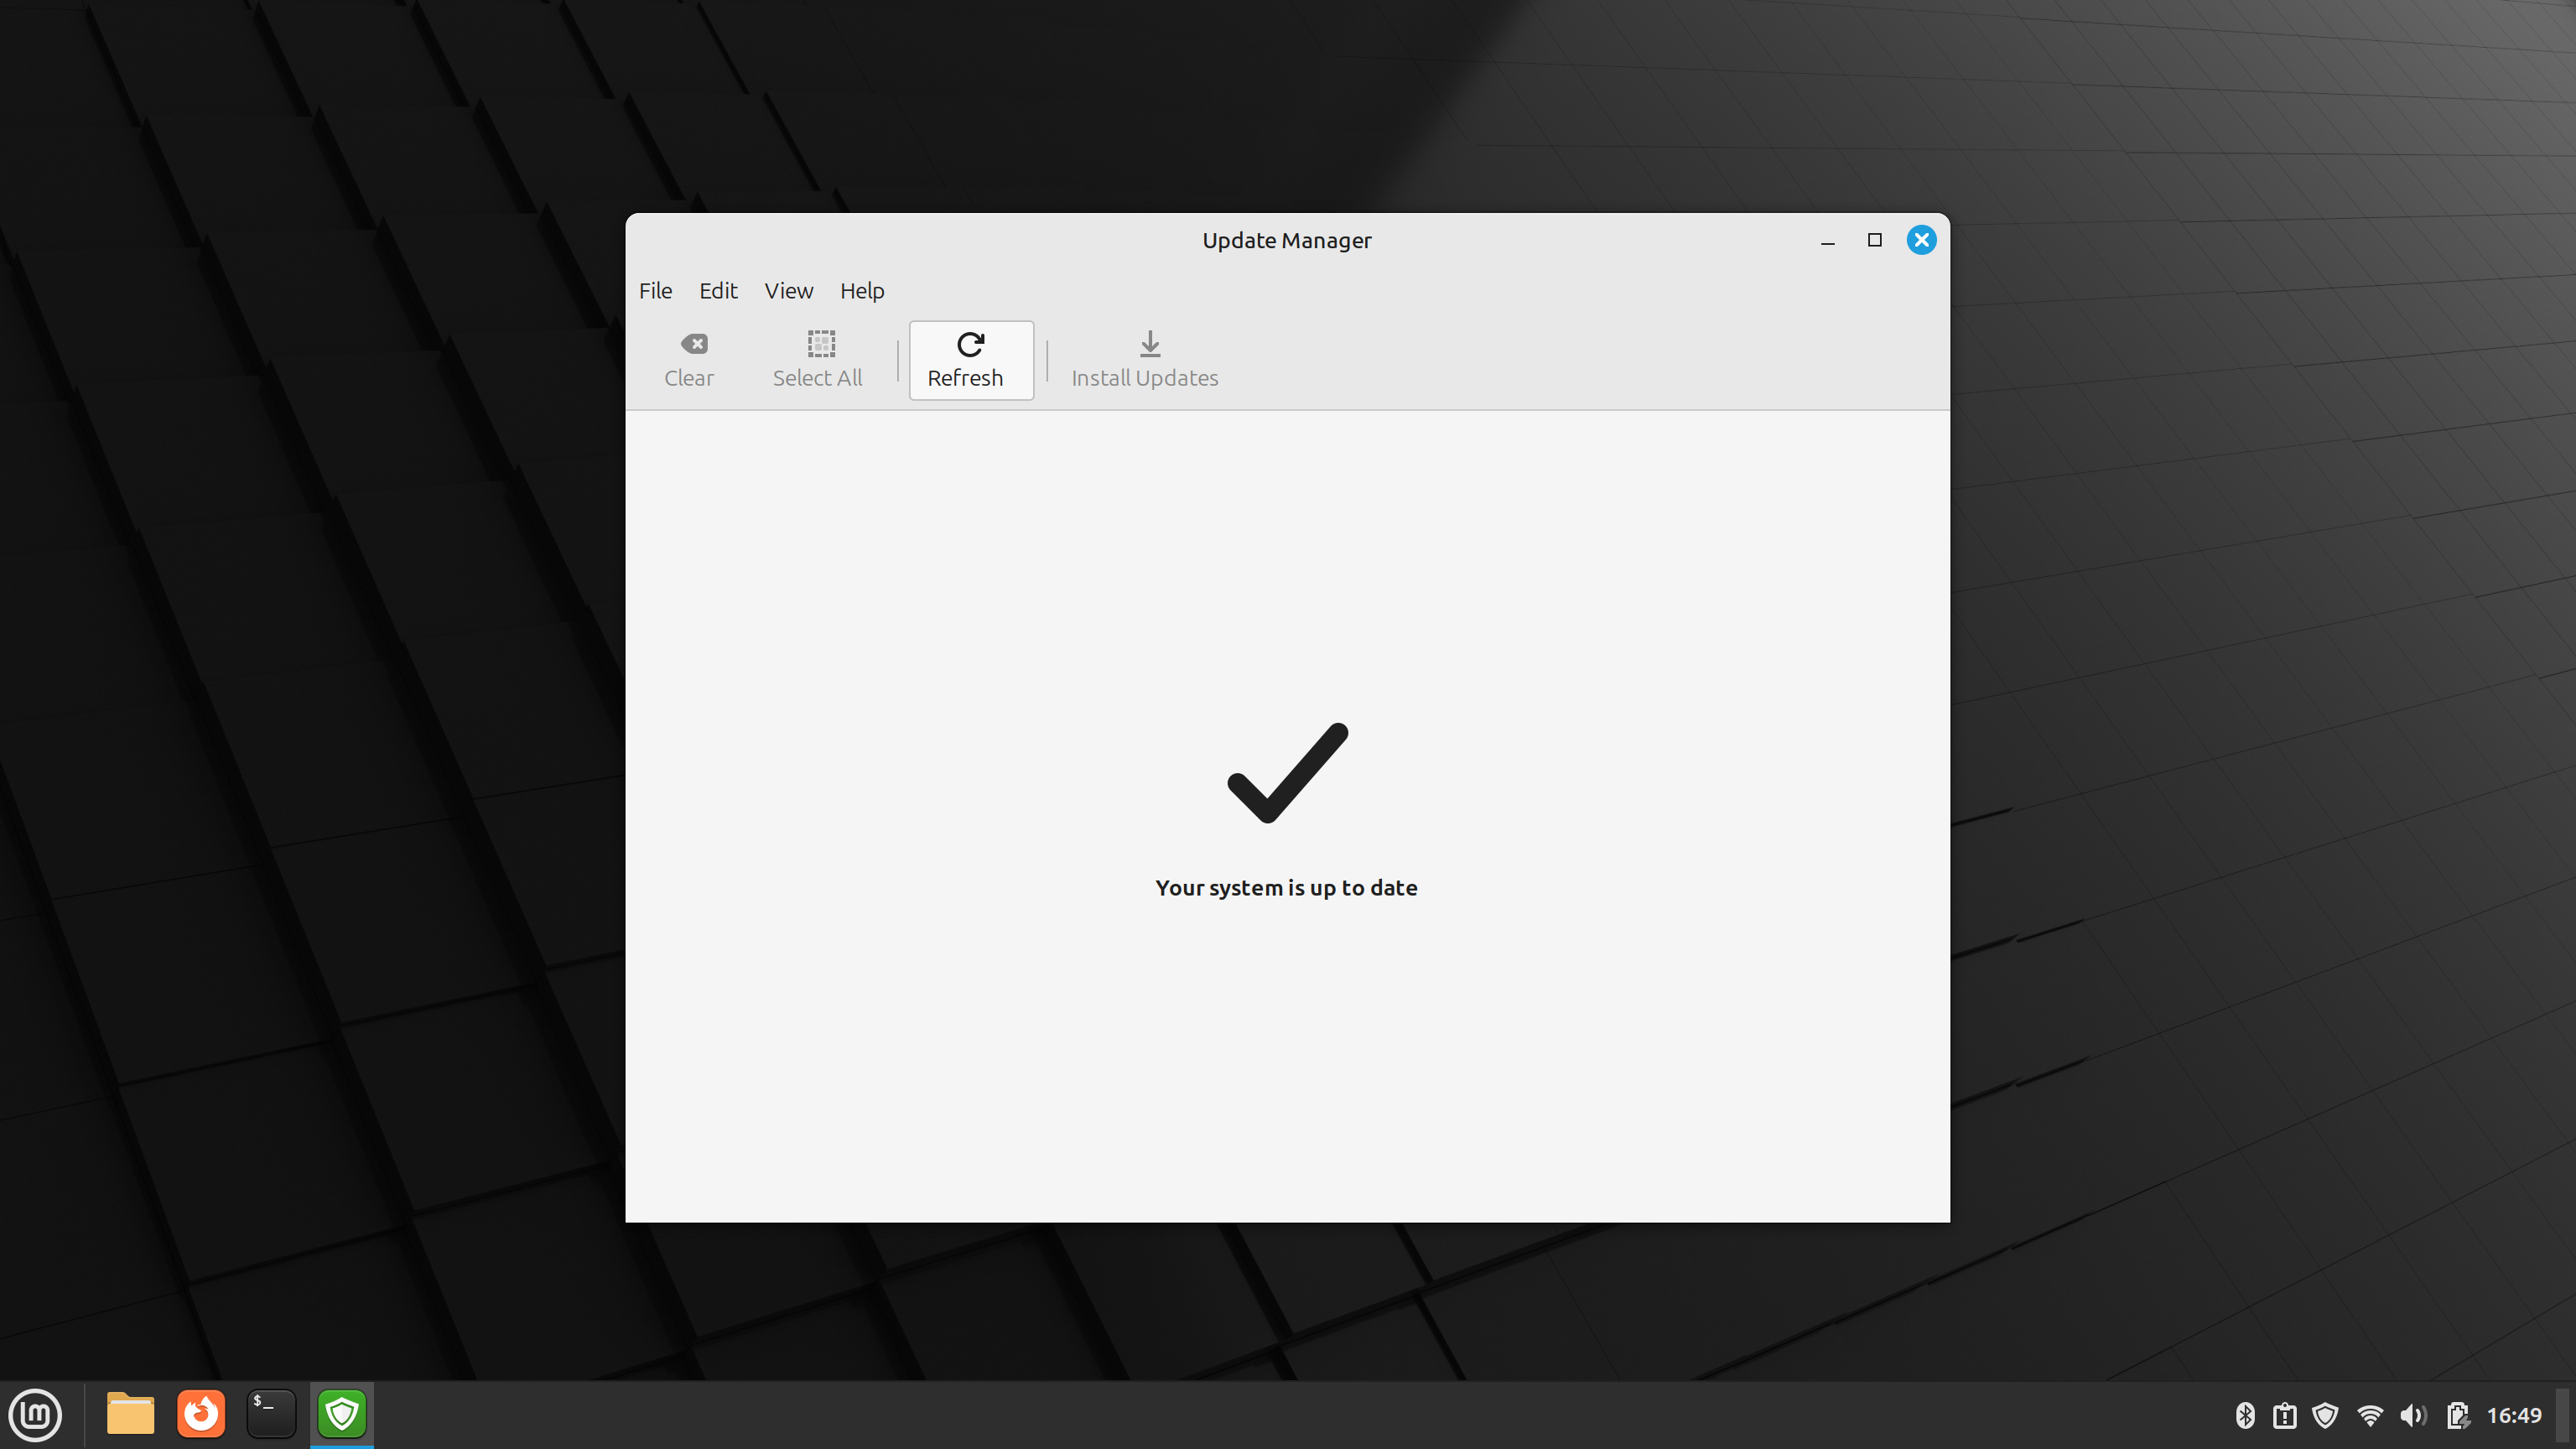 Update Manager
File Edit View Help
Clear Select All Refresh Install Updates
Your system is up to date
$_
16:49